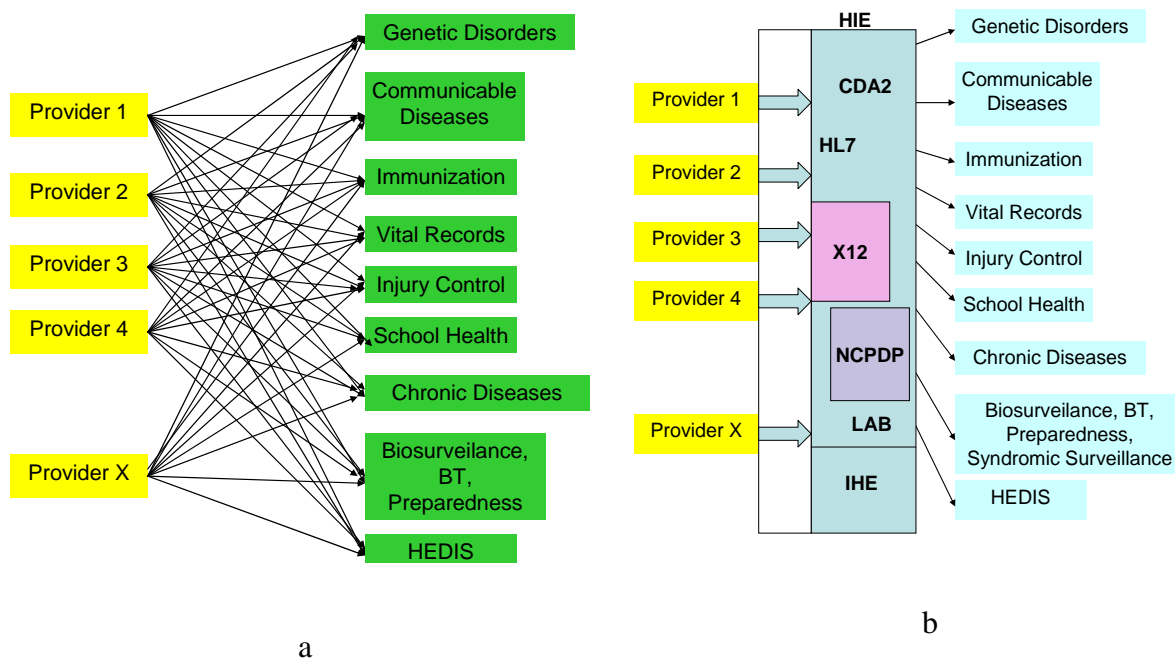 Genetic Disorders
Communicable
Diseases
Immunization
Vital Records
Injury Control
School Health
Chronic Diseases
Biosurveilance,
BT,
Preparedness
HEDIS
Provider 1
Provider 2
Provider 3
Provider 4
Provider X
a
HIE
CDA2
HL7
X12
NCPDP
LAB
IHE
Provider 1
Provider 2
Provider 3
Provider 4
Provider X
Genetic Disorders
Communicable
Diseases
Immunization
Vital Records
Injury Control
School Health
Chronic Diseases
Biosurveilance, BT,
Preparedness,
Syndromic Surveillance
HEDIS
b